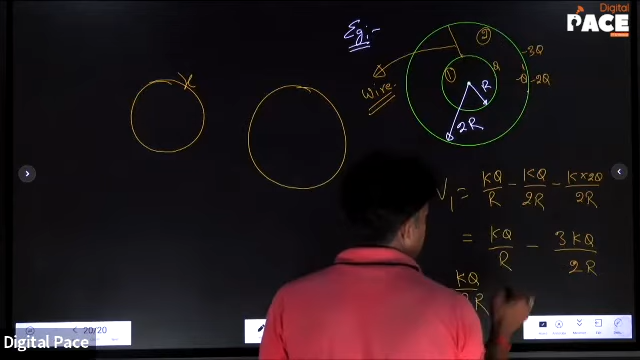 Digital
PACE
Eg:-
②
-3Q
①
Q
-Q -2Q
R
Wire
2R
V₁ = KQ/R - KQ/2R - K×2Q/2R
= KQ/R - 3KQ/2R
KQ
R
20/20
Digital Pace